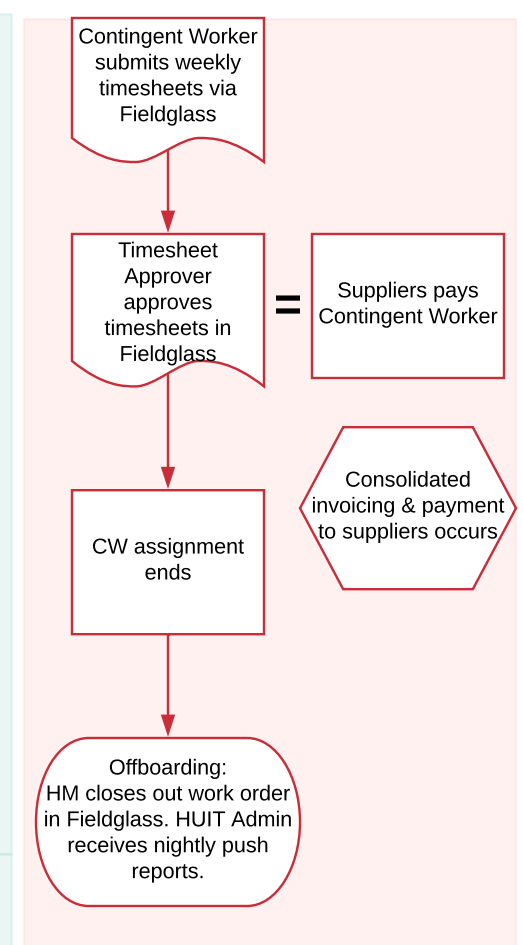 Contingent Worker
submits weekly
timesheets via
Fieldglass
Timesheet
Approver
approves
timesheets in
Fieldglass
=
Suppliers pays
Contingent Worker
Consolidated
invoicing & payment
to suppliers occurs
CW assignment
ends
Offboarding:
HM closes out work order
in Fieldglass. HUIT Admin
receives nightly push
reports.